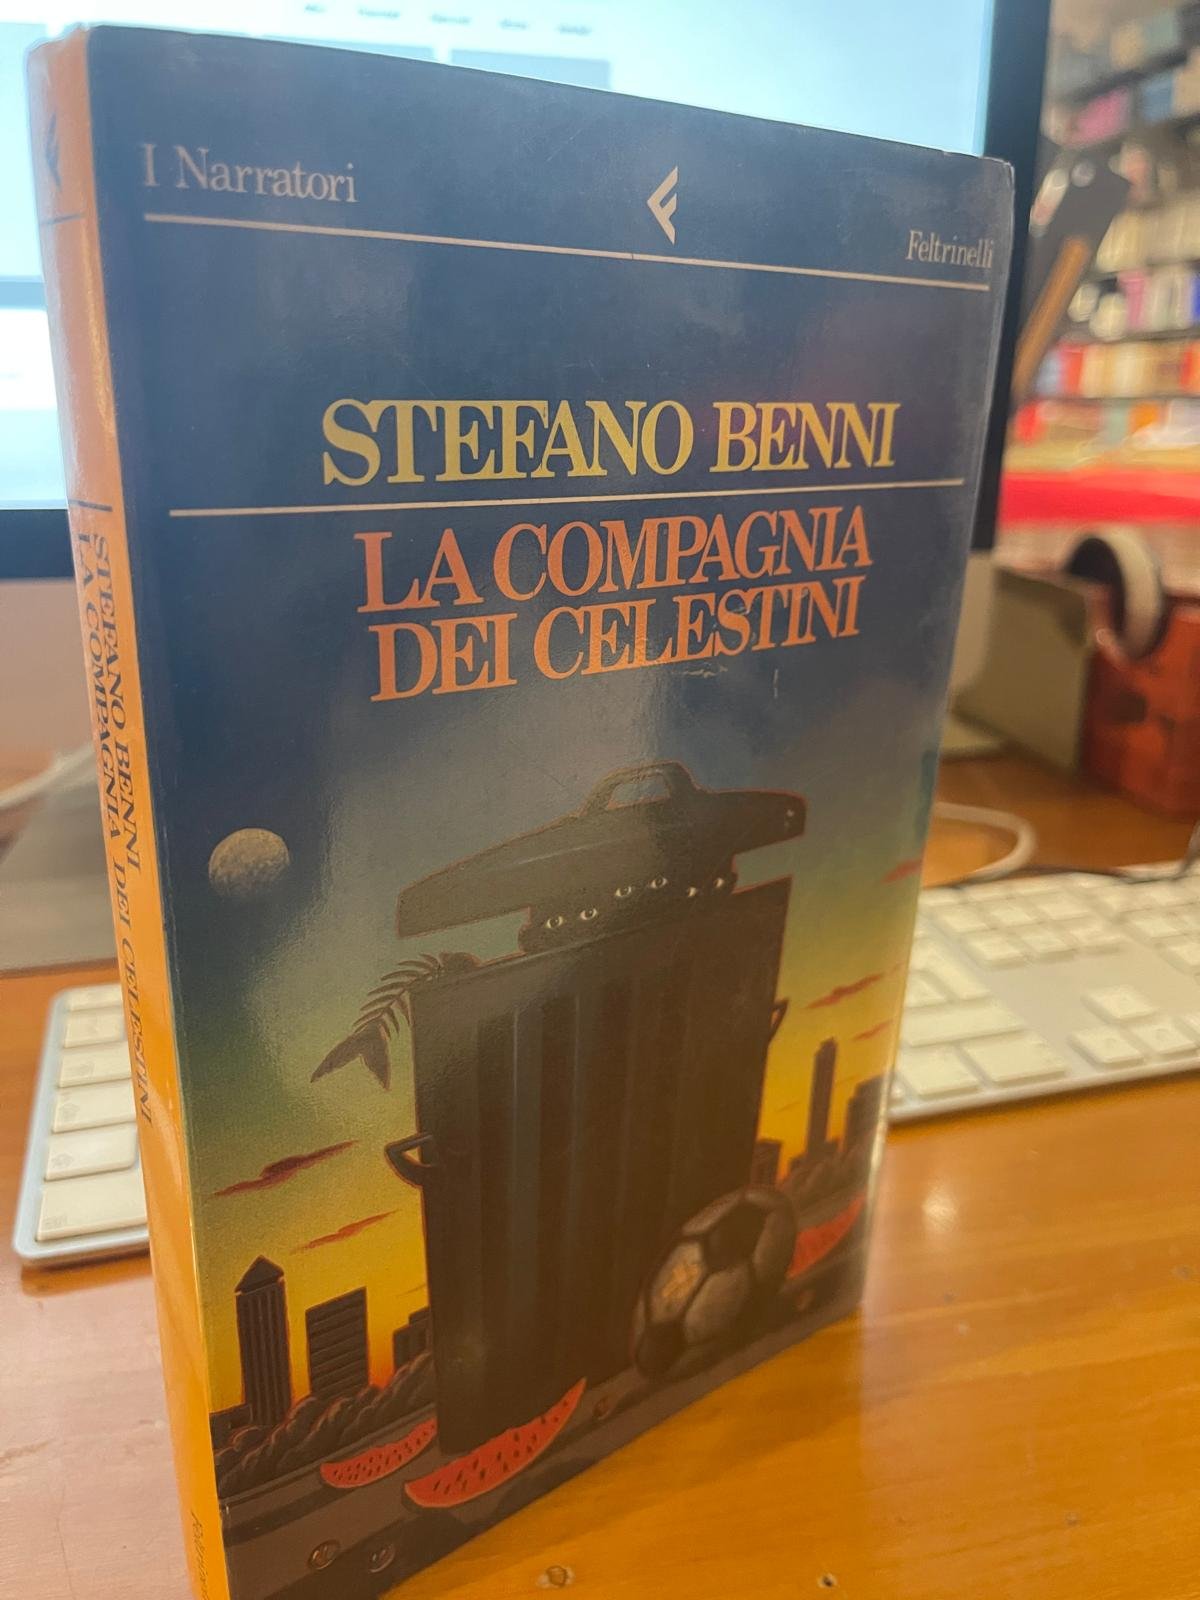 I Narratori
Feltrinelli
STEFANO BENNI
LA COMPAGNIA
DEI CELESTINI
STEFANO BENNI
LA COMPAGNIA DEI CELESTINI